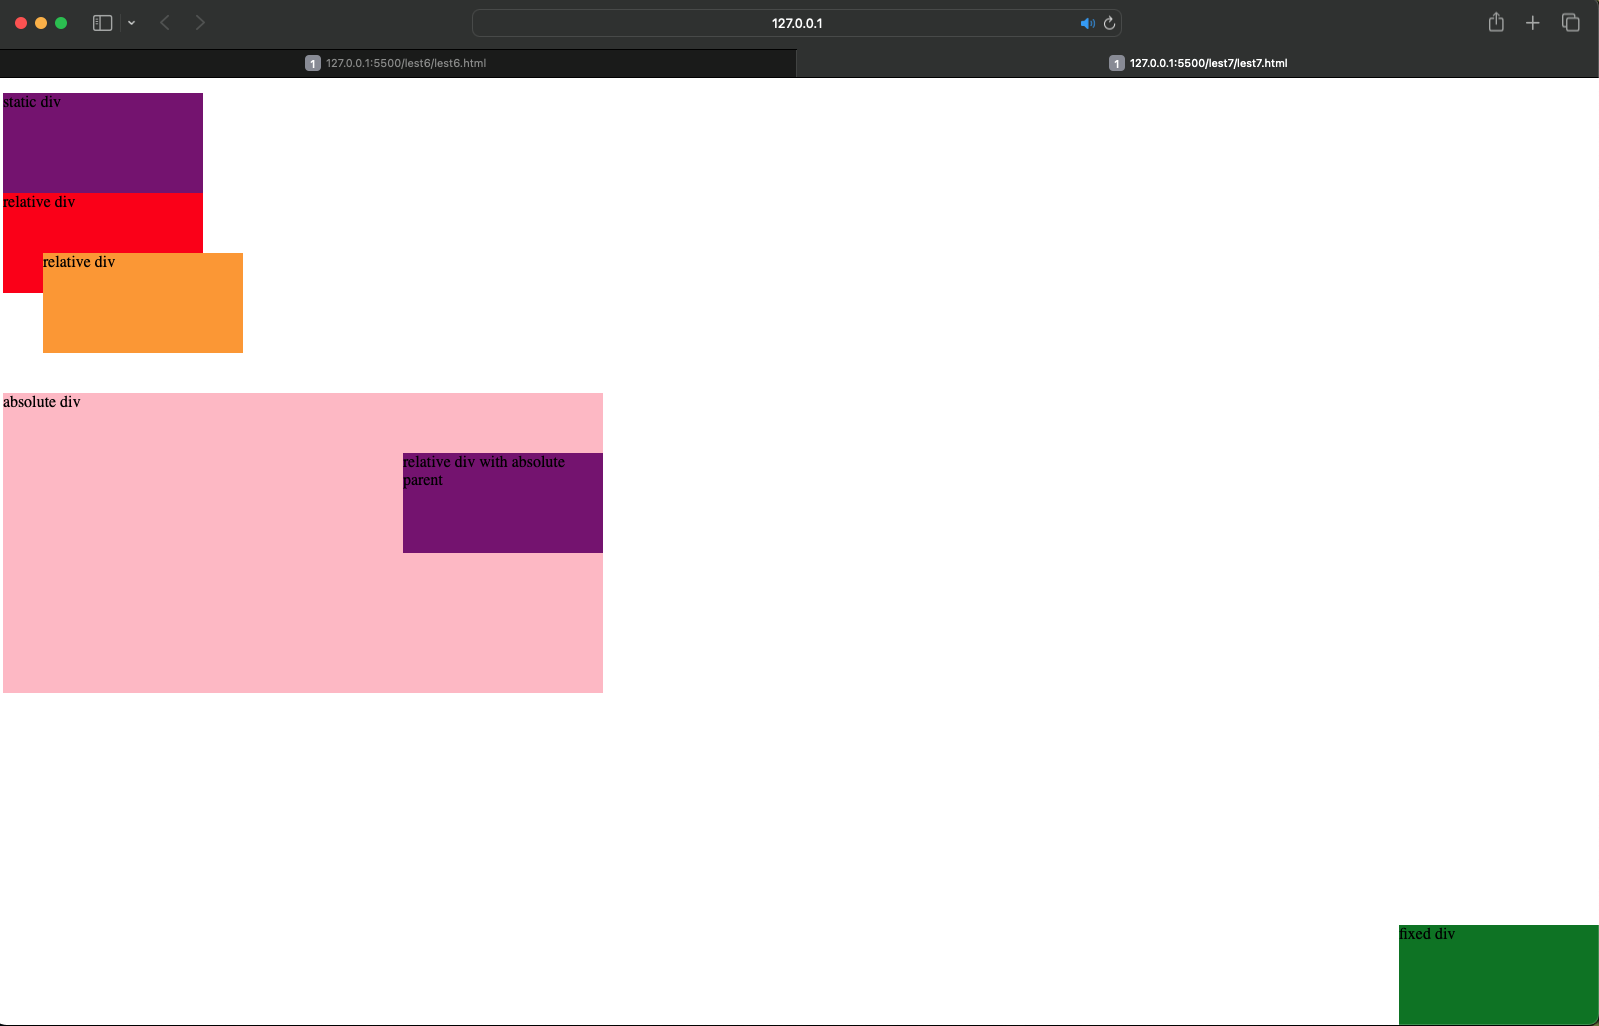 127.0.0.1
1 127.0.0.1:5500/lest6/lest6.html
1 127.0.0.1:5500/lest7/lest7.html
static div
relative div
relative div
absolute div
relative div with absolute
parent
fixed div